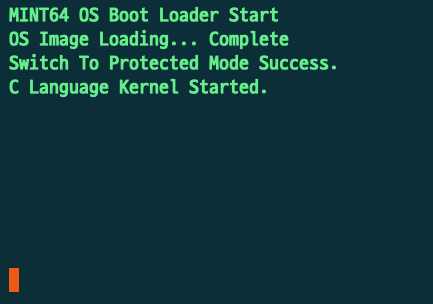 MINT64 OS Boot Loader Start
OS Image Loading... Complete
Switch To Protected Mode Success.
C Language Kernel Started.